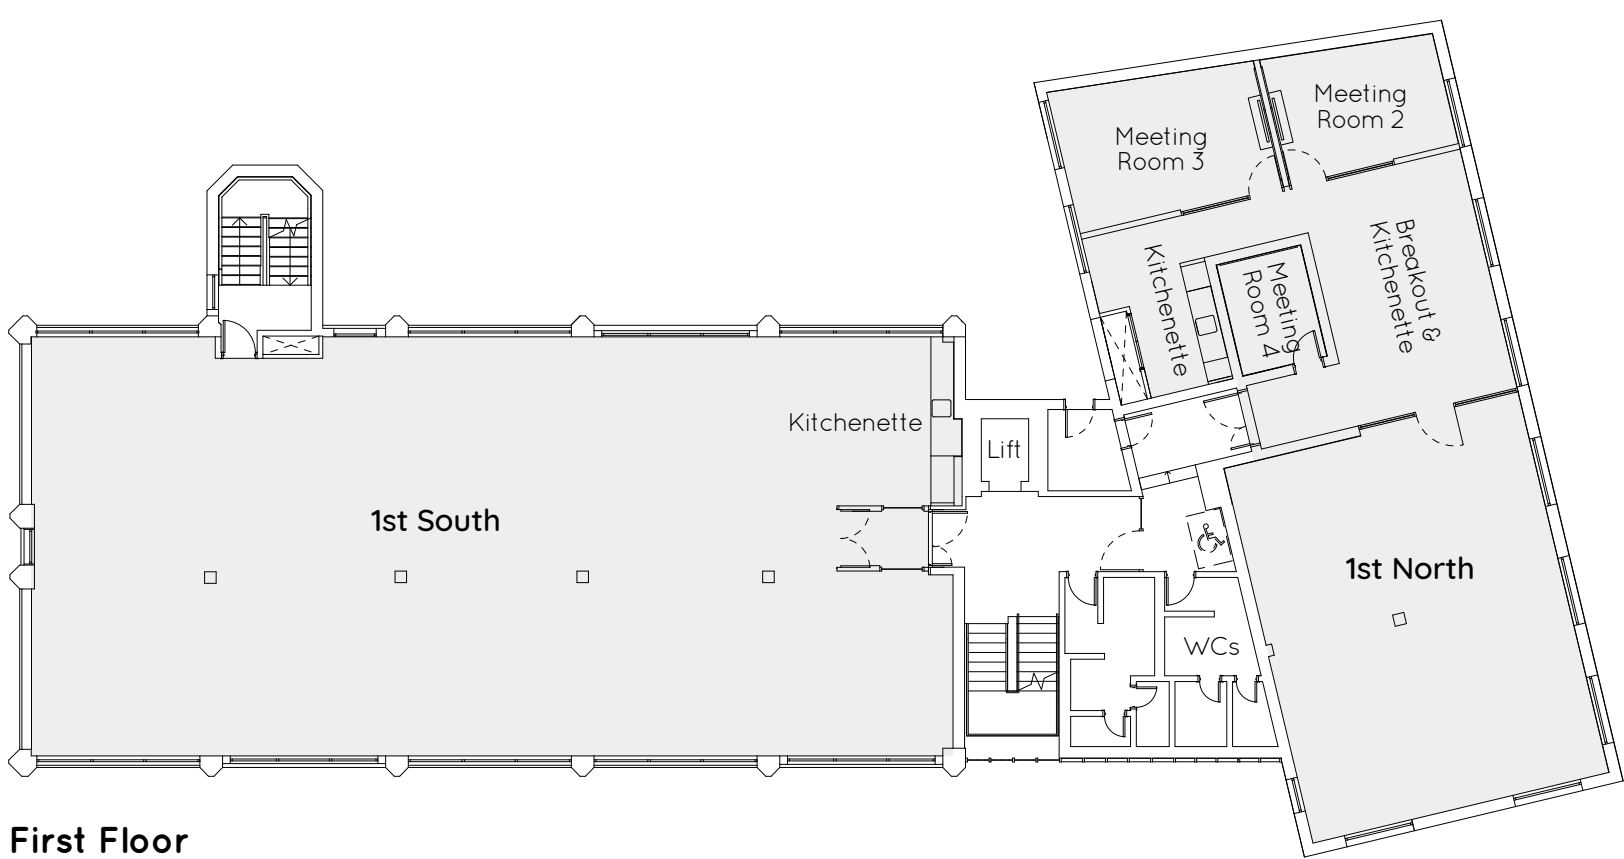 Meeting
Room 2
Meeting
Room 3
Breakout &
Kitchenette
Kitchenette
Meeting
Room 4
Kitchenette
Lift
1st South
1st North
WCs
First Floor